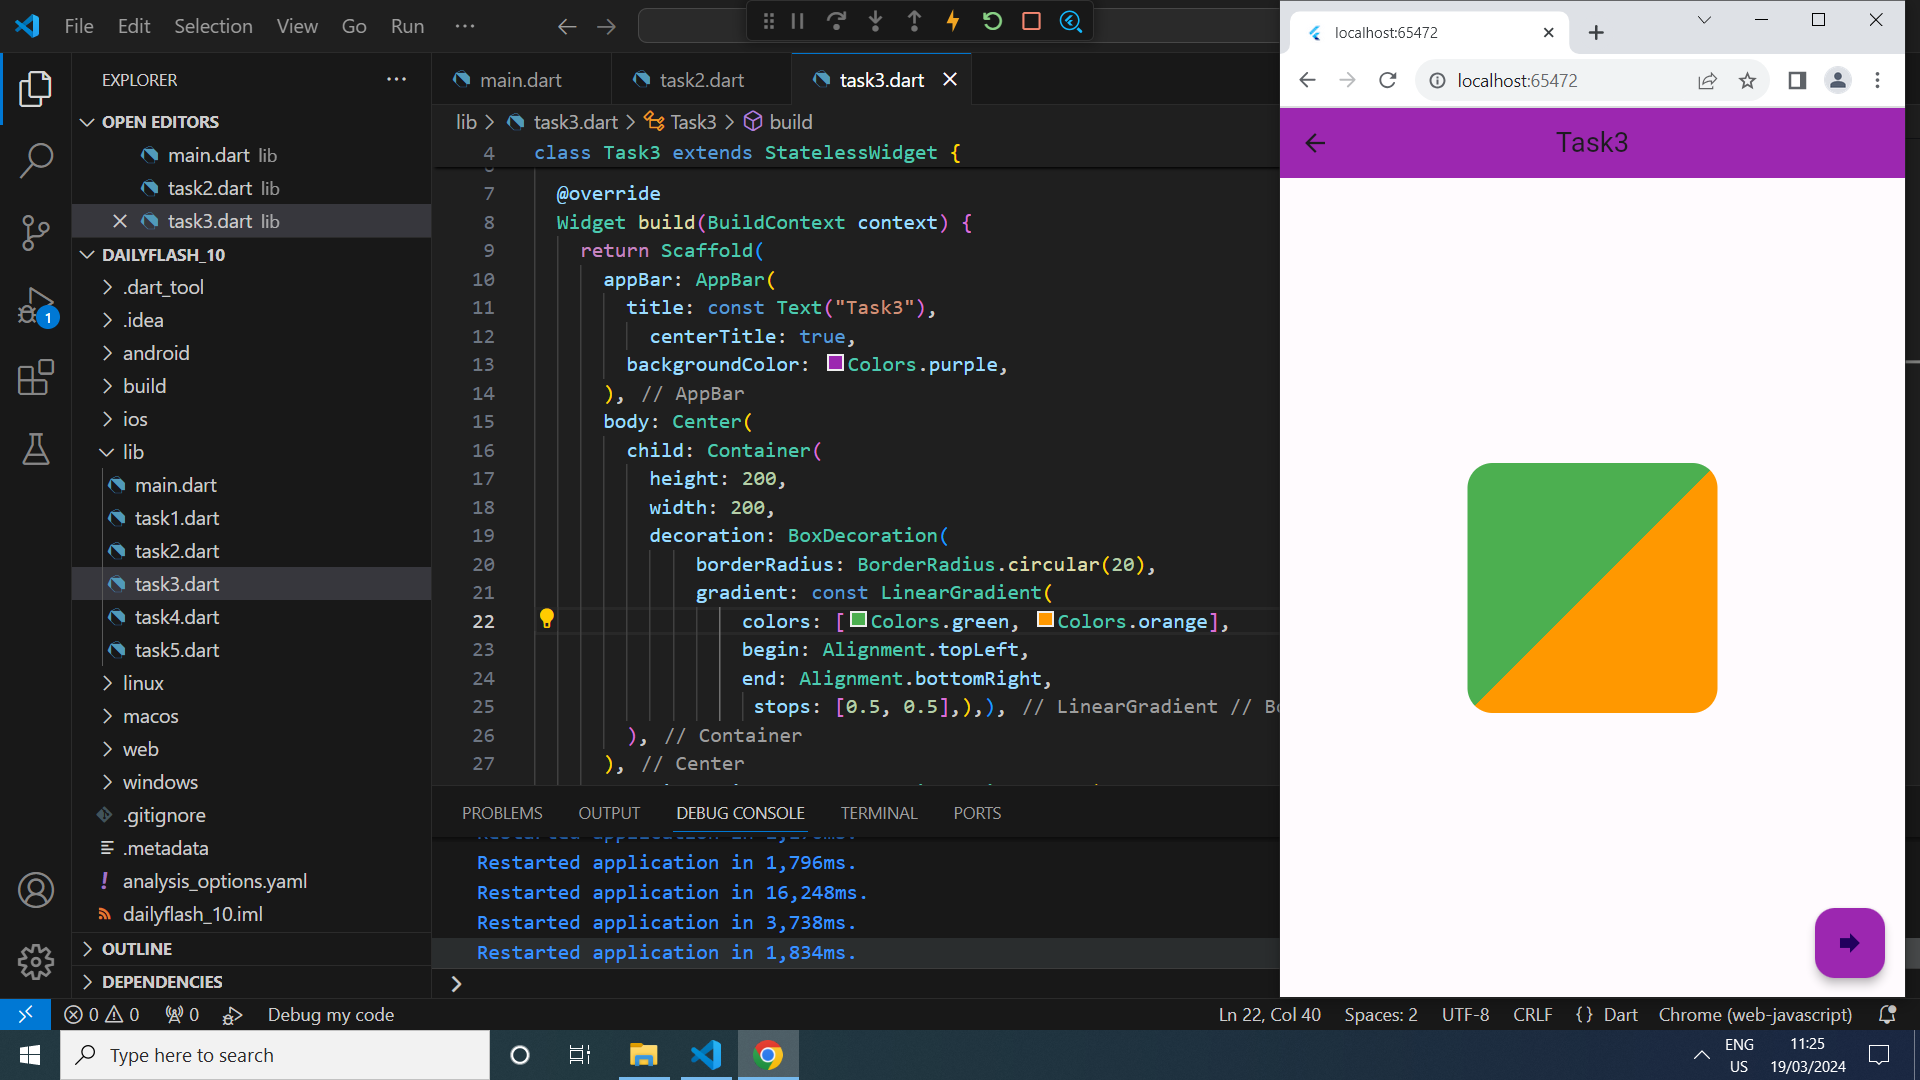 File Edit Selection View Go Run ···
EXPLORER
OPEN EDITORS
main.dart lib
task2.dart lib
task3.dart lib
DAILYFLASH_10
.dart_tool
.idea
android
build
ios
lib
main.dart
task1.dart
task2.dart
task3.dart
task4.dart
task5.dart
linux
macos
web
windows
.gitignore
.metadata
analysis_options.yaml
dailyflash_10.iml
OUTLINE
DEPENDENCIES
main.dart task2.dart task3.dart
lib > task3.dart > Task3 > build
4 class Task3 extends StatelessWidget {
7 @override
8 Widget build(BuildContext context) {
9 return Scaffold(
10 appBar: AppBar(
11 title: const Text("Task3"),
12 centerTitle: true,
13 backgroundColor: Colors.purple,
14 ), // AppBar
15 body: Center(
16 child: Container(
17 height: 200,
18 width: 200,
19 decoration: BoxDecoration(
20 borderRadius: BorderRadius.circular(20),
21 gradient: const LinearGradient(
22 colors: [Colors.green, Colors.orange],
23 begin: Alignment.topLeft,
24 end: Alignment.bottomRight,
25 stops: [0.5, 0.5],),), // LinearGradient //
26 ), // Container
27 ), // Center
PROBLEMS OUTPUT DEBUG CONSOLE TERMINAL PORTS
Restarted application in 1,796ms.
Restarted application in 16,248ms.
Restarted application in 3,738ms.
Restarted application in 1,834ms.
>
localhost:65472
localhost:65472
Task3
1
0 0 0 Debug my code
Ln 22, Col 40 Spaces: 2 UTF-8 CRLF {} Dart Chrome (web-javascript)
Type here to search
ENG
US
11:25
19/03/2024